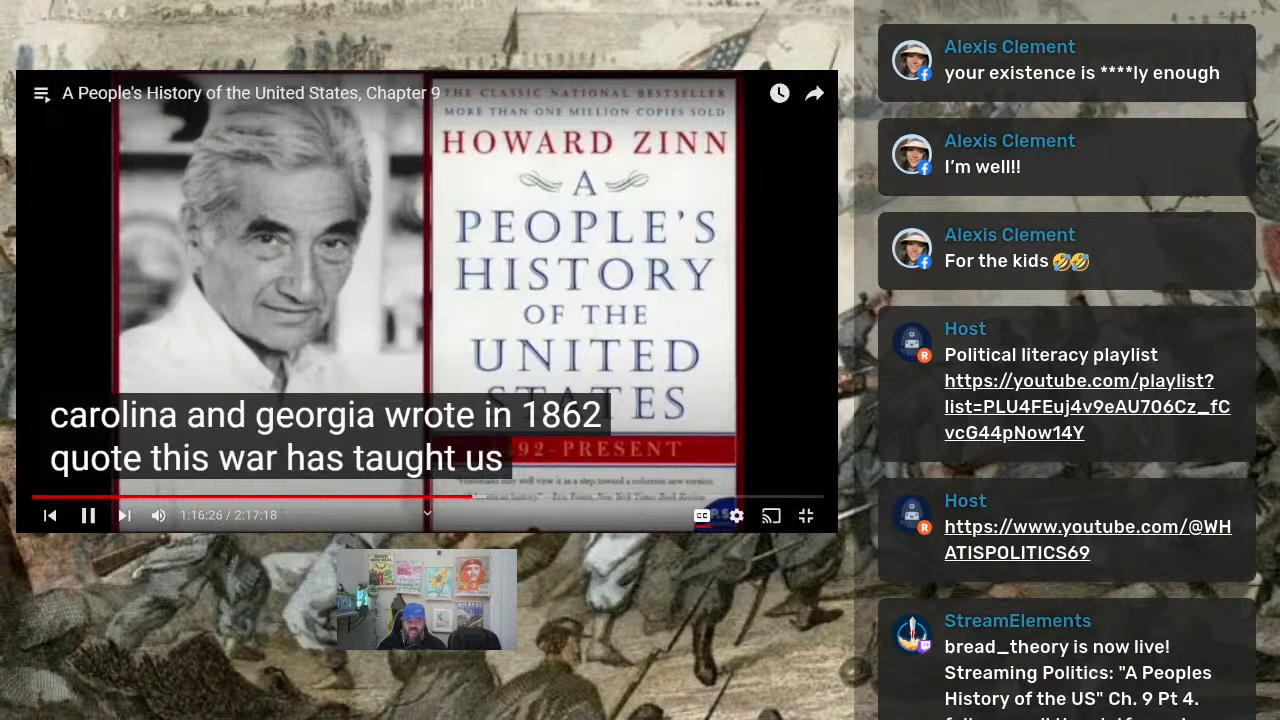 A People's History of the United States, Chapter 9
THE CLASSIC NATIONAL BESTSELLER
MORE THAN ONE MILLION COPIES SOLD
HOWARD ZINN
A
PEOPLE'S
HISTORY
OF THE
UNITED
STATES
92-PRESENT
carolina and georgia wrote in 1862
quote this war has taught us
1:16:26 / 2:17:18
CC
Alexis Clement
your existence is ****ly enough
Alexis Clement
I'm well!!
Alexis Clement
For the kids 🤣🤣
Host
Political literacy playlist
https://youtube.com/playlist?
list=PLU4FEuj4v9eAU706Cz_fC
vcG44pNow14Y
Host
https://www.youtube.com/@WH
ATISPOLITICS69
StreamElements
bread_theory is now live!
Streaming Politics: "A Peoples
History of the US" Ch. 9 Pt 4.